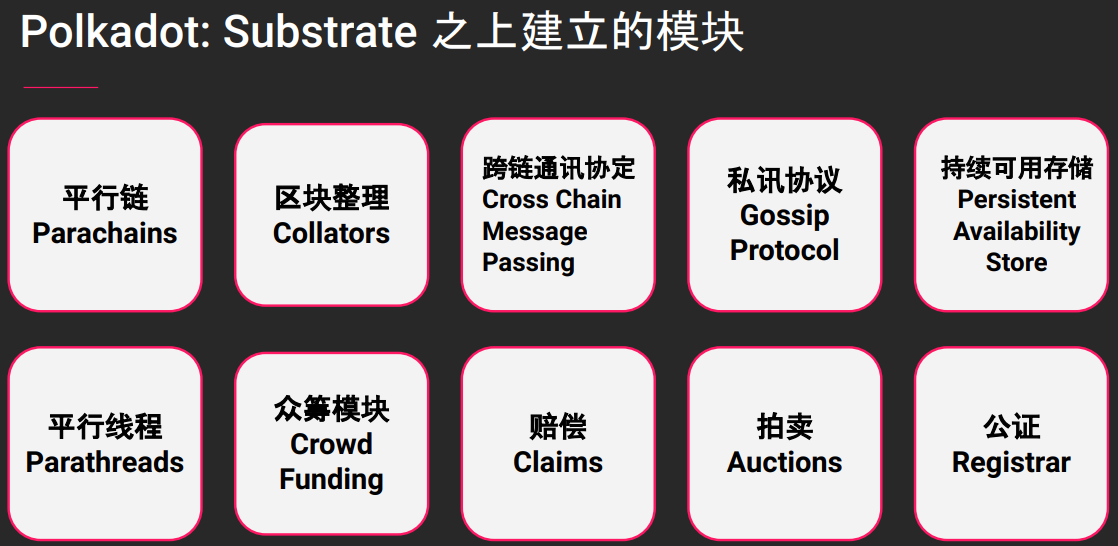 Polkadot: Substrate 之上建立的模块
平行链
Parachains
区块整理
Collators
跨链通讯协定
Cross Chain
Message
Passing
私讯协议
Gossip
Protocol
持续可用存储
Persistent
Availability
Store
平行线程
Parathreads
众筹模块
Crowd
Funding
赔偿
Claims
拍卖
Auctions
公证
Registrar